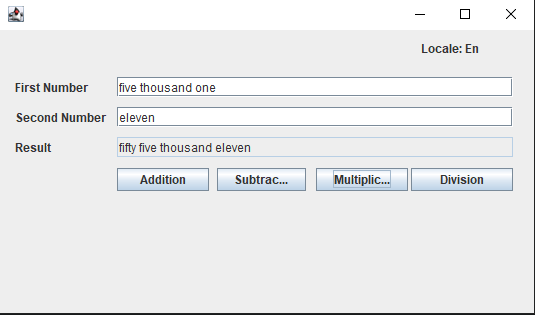 Locale: En
First Number five thousand one
Second Number eleven
Result fifty five thousand eleven
Addition Subtrac... Multiplic... Division